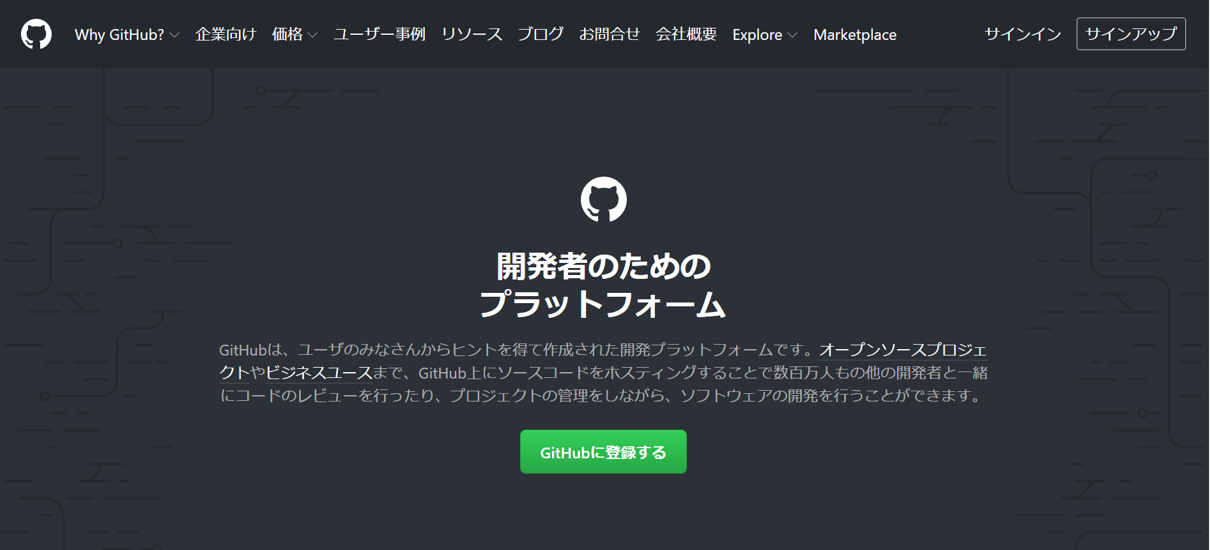 Why GitHub? 企業向け 価格 ユーザー事例 リソース ブログ お問合せ 会社概要 Explore Marketplace サインイン サインアップ
開発者のための
プラットフォーム
GitHubは、ユーザのみなさんからヒントを得て作成された開発プラットフォームです。オープンソースプロジェ
クトやビジネスユースまで、GitHub上にソースコードをホスティングすることで数百万人もの他の開発者と一緒
にコードのレビューを行ったり、プロジェクトの管理をしながら、ソフトウェアの開発を行うことができます。
GitHubに登録する